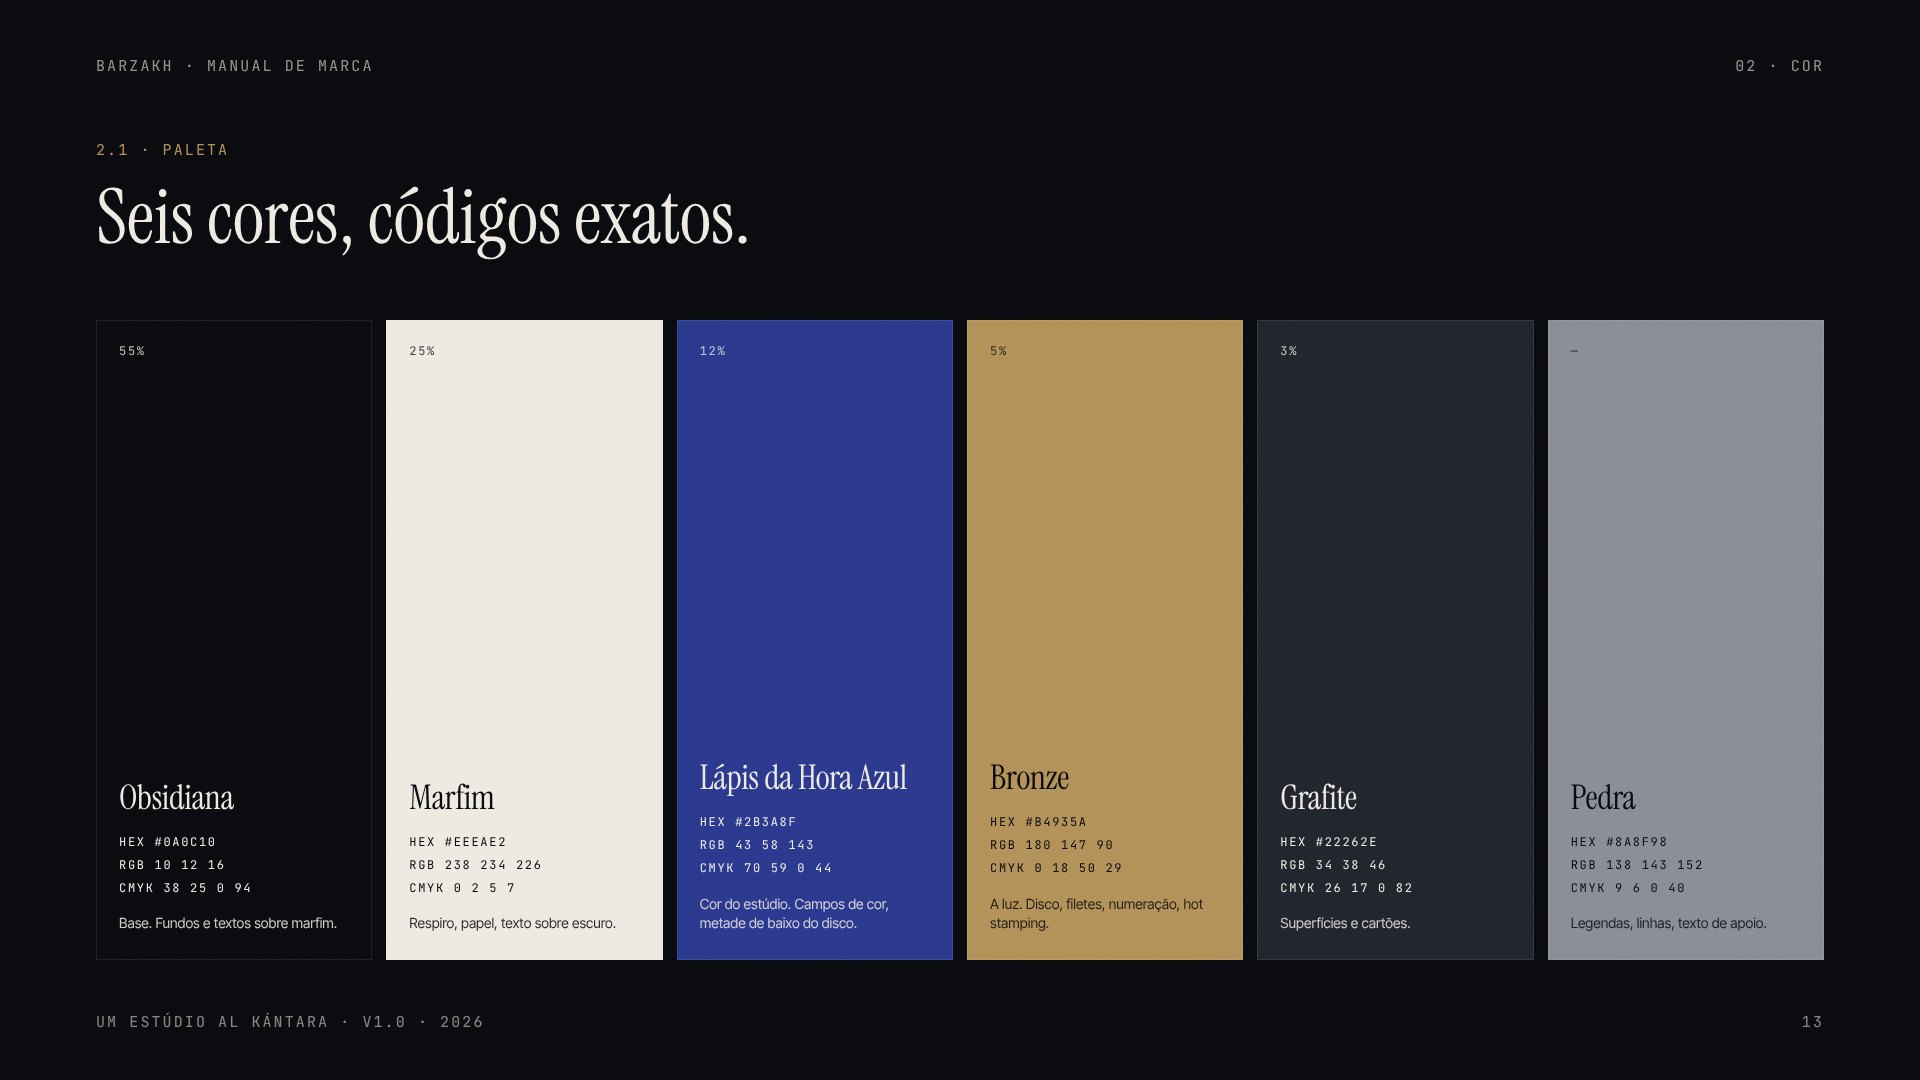 BARZAKH · MANUAL DE MARCA
02 · COR
2.1 · PALETA
Seis cores, códigos exatos.
55%
Obsidiana
HEX #0A0C10
RGB 10 12 16
CMYK 38 25 0 94
Base. Fundos e textos sobre marfim.
25%
Marfim
HEX #EEEAE2
RGB 238 234 226
CMYK 0 2 5 7
Respiro, papel, texto sobre escuro.
12%
Lápis da Hora Azul
HEX #2B3A8F
RGB 43 58 143
CMYK 70 59 0 44
Cor do estúdio. Campos de cor,
metade de baixo do disco.
5%
Bronze
HEX #B4935A
RGB 180 147 90
CMYK 0 18 50 29
A luz. Disco, filetes, numeração, hot
stamping.
3%
Grafite
HEX #22262E
RGB 34 38 46
CMYK 26 17 0 82
Superfícies e cartões.
—
Pedra
HEX #8A8F98
RGB 138 143 152
CMYK 9 6 0 40
Legendas, linhas, texto de apoio.
UM ESTÚDIO AL KÁNTARA · V1.0 · 2026
13